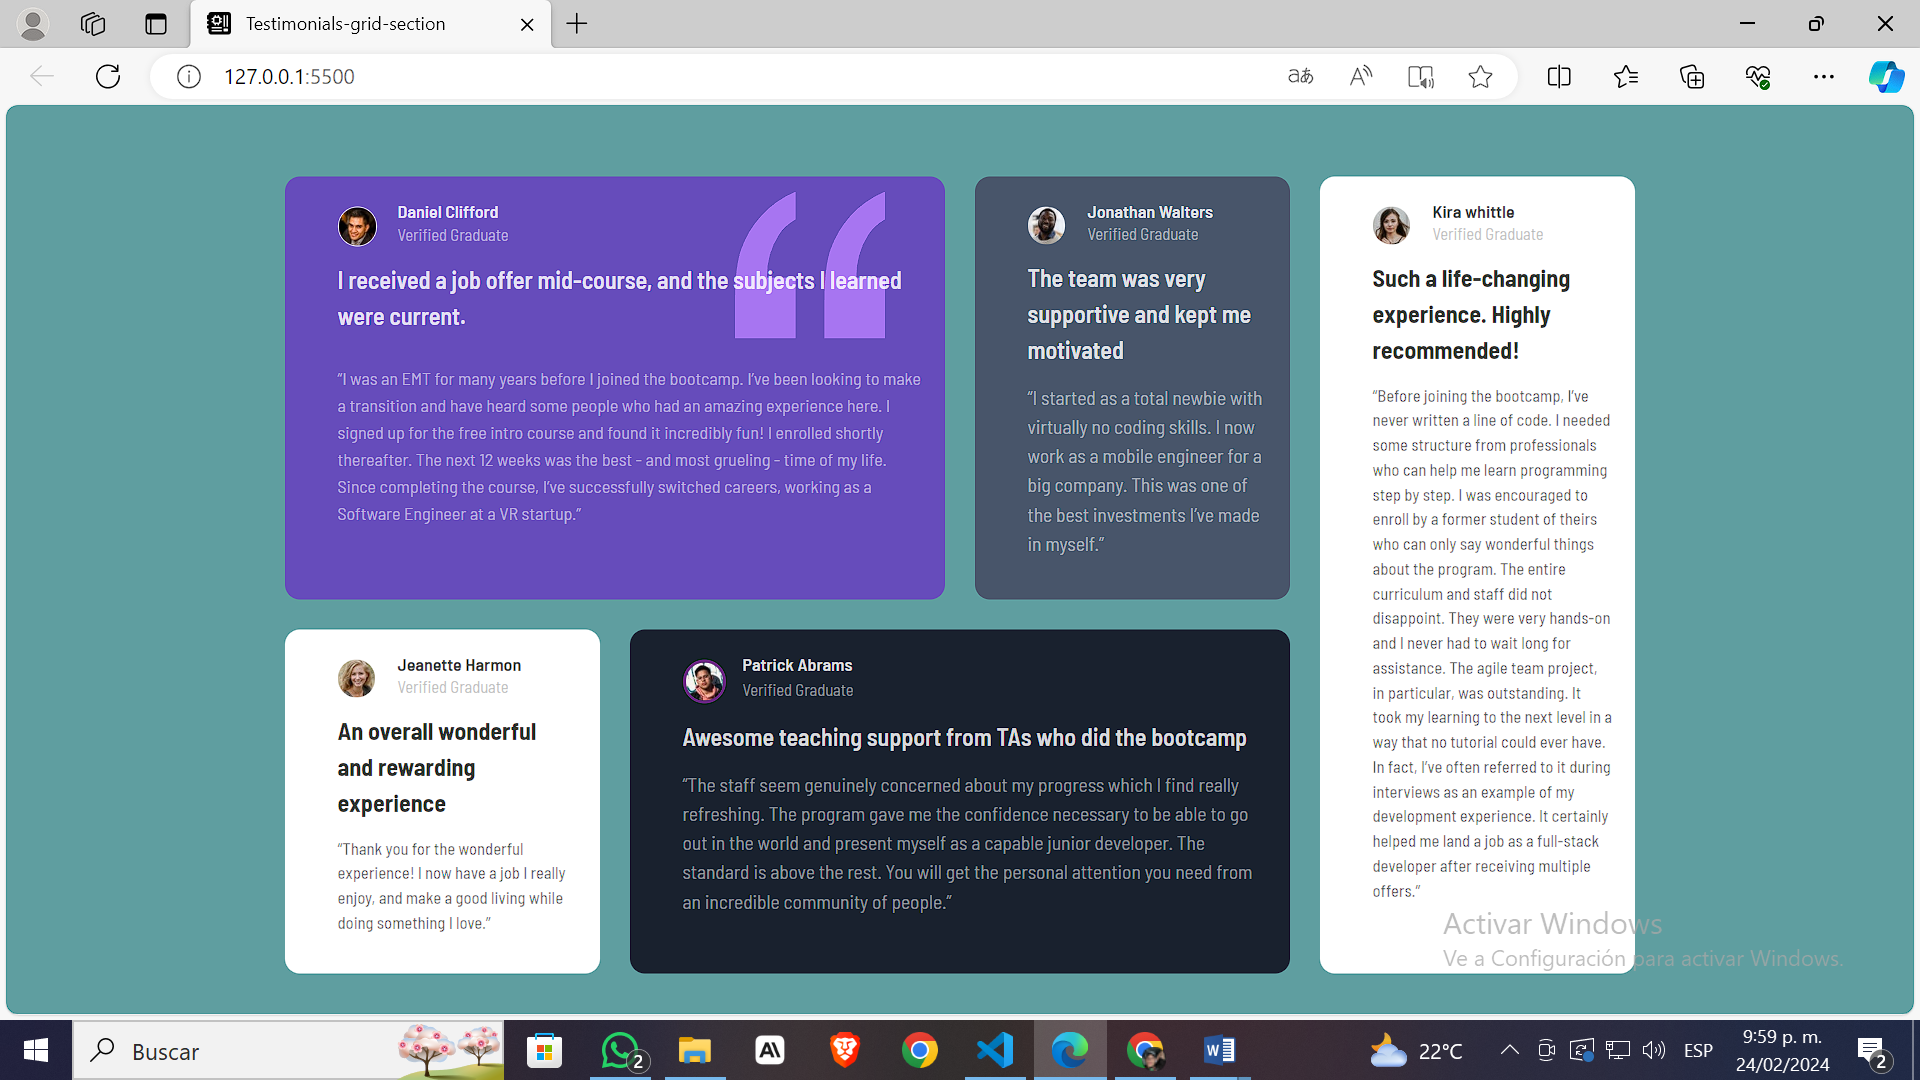 Testimonials-grid-section
127.0.0.1:5500
aあ
Daniel Clifford
Verified Graduate
I received a job offer mid-course, and the subjects I learned
were current.
“I was an EMT for many years before I joined the bootcamp. I’ve been looking to make
a transition and have heard some people who had an amazing experience here. I
signed up for the free intro course and found it incredibly fun! I enrolled shortly
thereafter. The next 12 weeks was the best - and most grueling - time of my life.
Since completing the course, I’ve successfully switched careers, working as a
Software Engineer at a VR startup.”
Jonathan Walters
Verified Graduate
The team was very
supportive and kept me
motivated
“I started as a total newbie with
virtually no coding skills. I now
work as a mobile engineer for a
big company. This was one of
the best investments I’ve made
in myself.”
Kira whittle
Verified Graduate
Such a life-changing
experience. Highly
recommended!
“Before joining the bootcamp, I’ve
never written a line of code. I needed
some structure from professionals
who can help me learn programming
step by step. I was encouraged to
enroll by a former student of theirs
who can only say wonderful things
about the program. The entire
curriculum and staff did not
disappoint. They were very hands-on
and I never had to wait long for
assistance. The agile team project,
in particular, was outstanding. It
took my learning to the next level in a
way that no tutorial could ever have.
In fact, I’ve often referred to it during
interviews as an example of my
development experience. It certainly
helped me land a job as a full-stack
developer after receiving multiple
offers.”
Jeanette Harmon
Verified Graduate
An overall wonderful
and rewarding
experience
“Thank you for the wonderful
experience! I now have a job I really
enjoy, and make a good living while
doing something I love.”
Patrick Abrams
Verified Graduate
Awesome teaching support from TAs who did the bootcamp
“The staff seem genuinely concerned about my progress which I find really
refreshing. The program gave me the confidence necessary to be able to go
out in the world and present myself as a capable junior developer. The
standard is above the rest. You will get the personal attention you need from
an incredible community of people.”
Activar Windows
Ve a Configuración para activar Windows.
Buscar
2
22°C
ESP
9:59 p. m.
24/02/2024
2